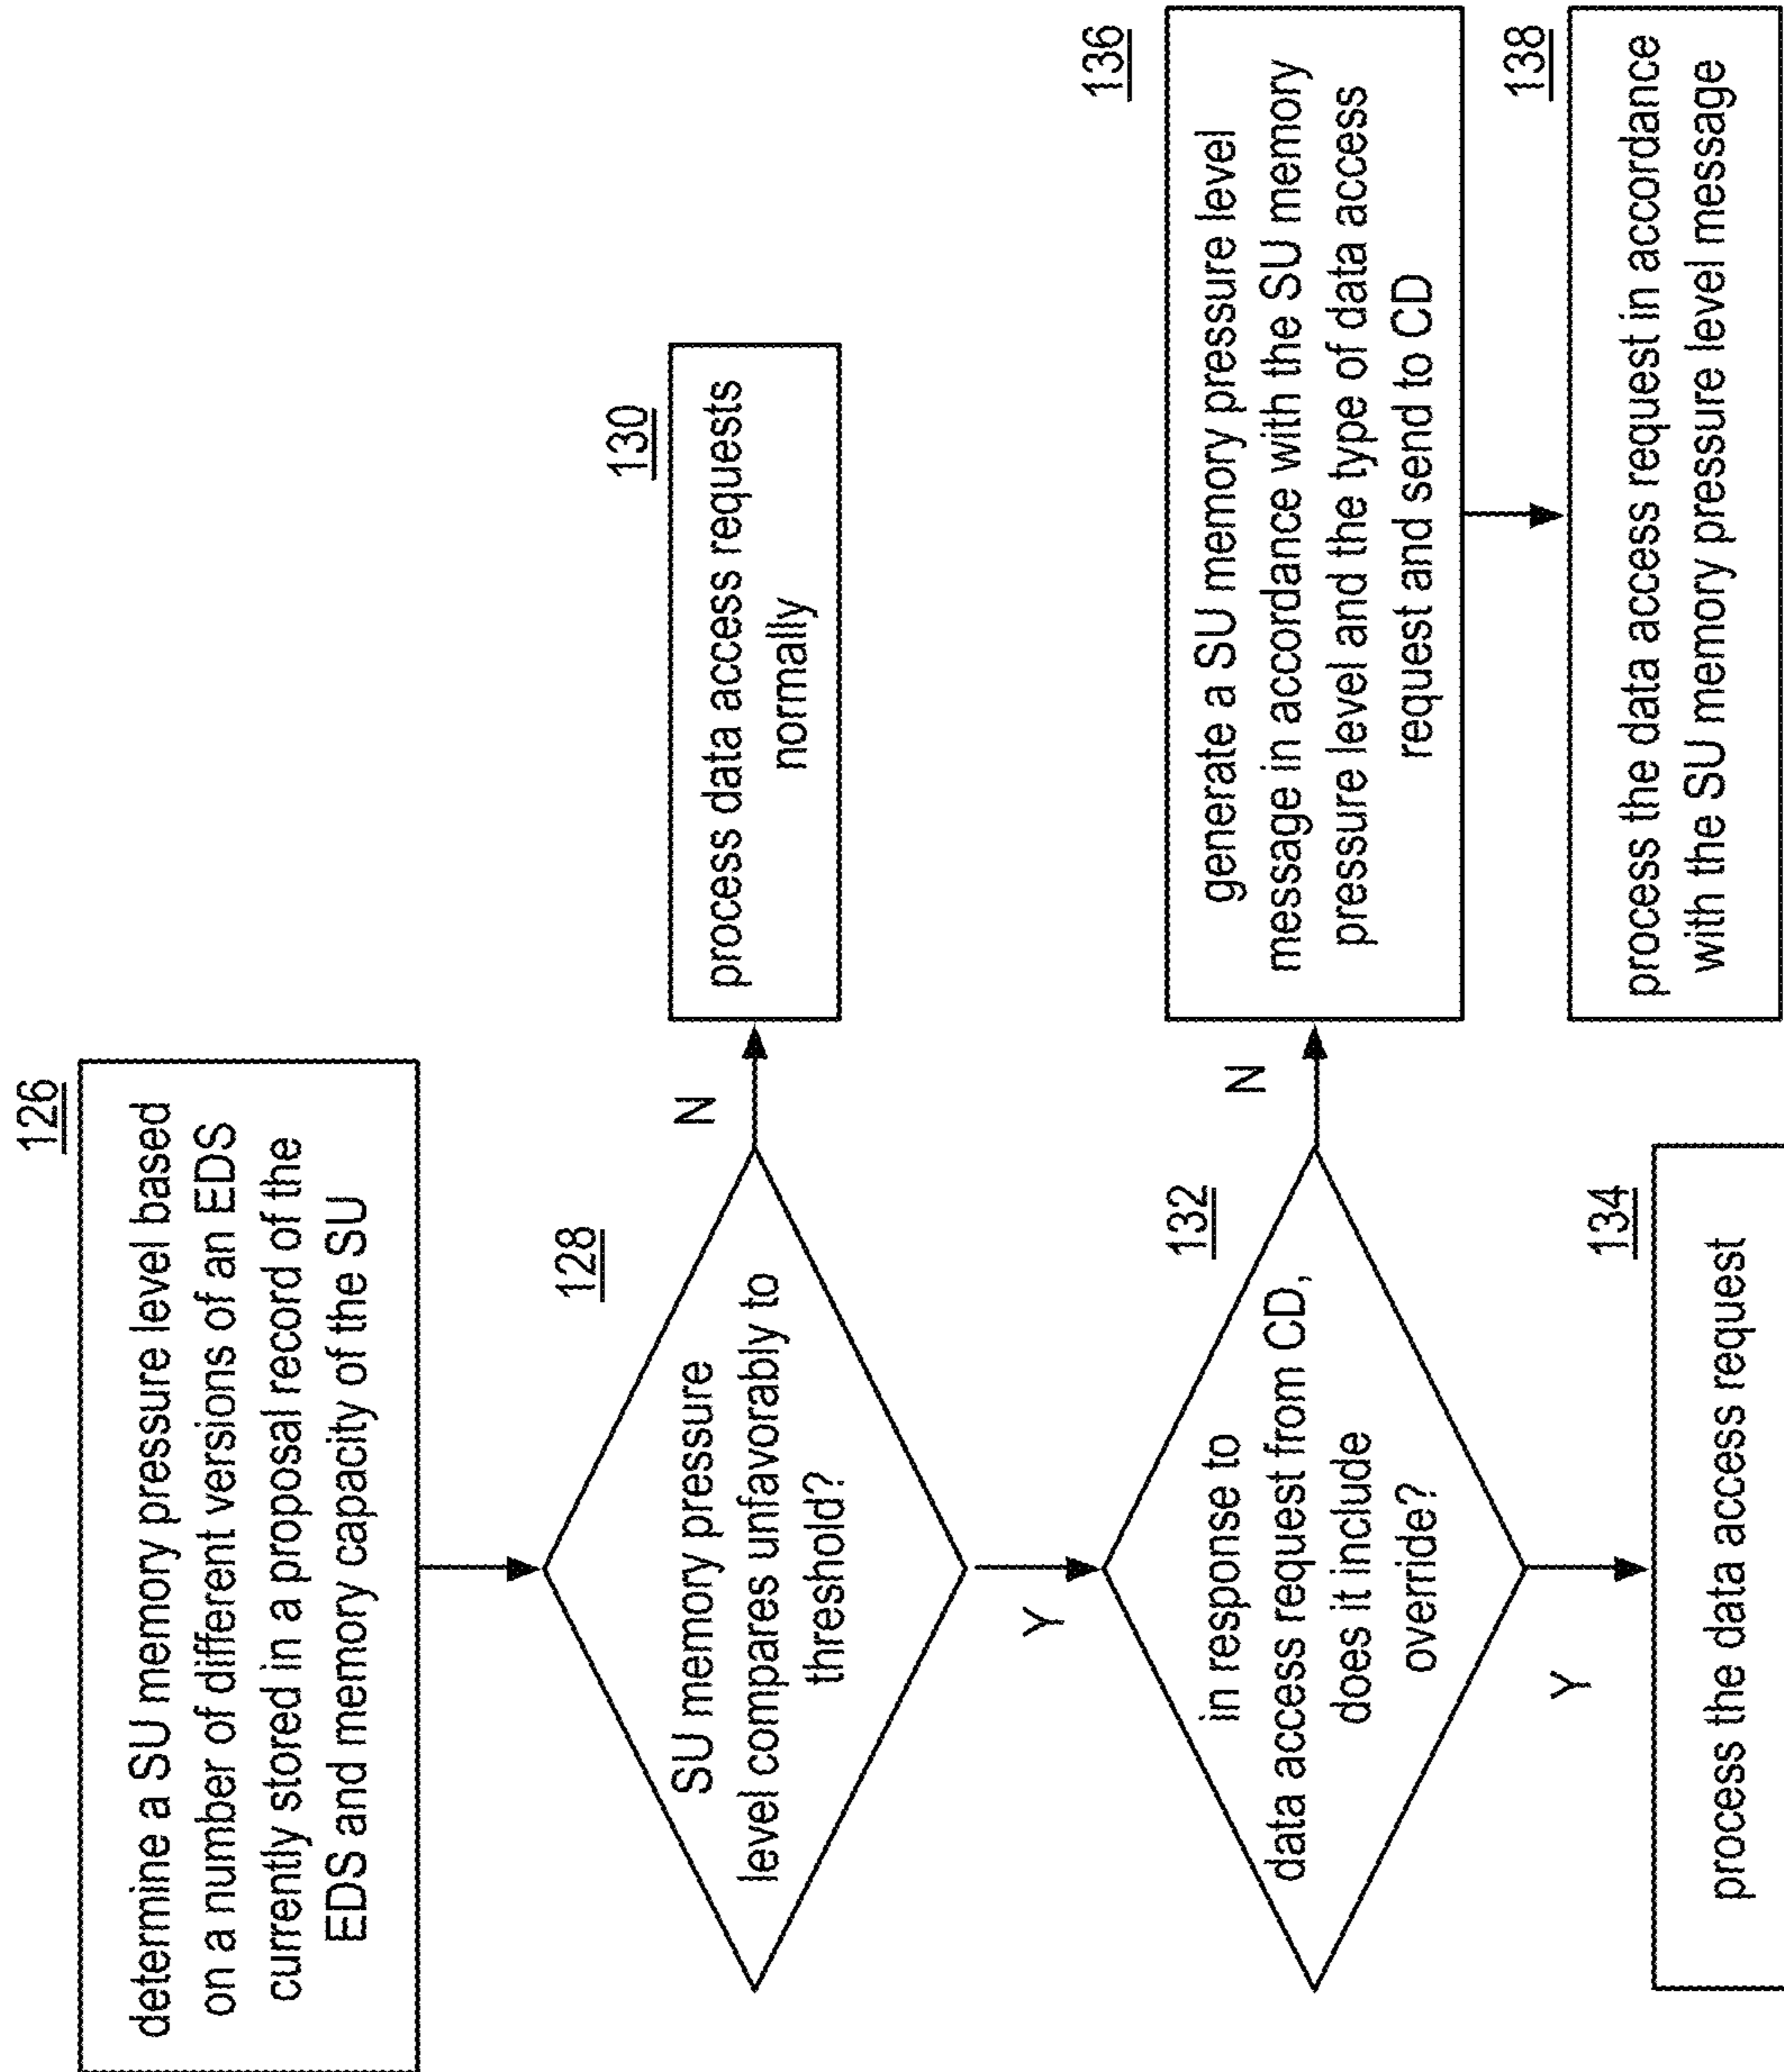 126
determine a SU memory pressure level based
on a number of different versions of an EDS
currently stored in a proposal record of the
EDS and memory capacity of the SU
128
SU memory pressure
level compares unfavorably to
threshold?
N
130
process data access requests
normally
Y
132
in response to
data access request from CD,
does it include
override?
N
136
generate a SU memory pressure level
message in accordance with the SU memory
pressure level and the type of data access
request and send to CD
138
process the data access request in accordance
with the SU memory pressure level message
Y
134
process the data access request